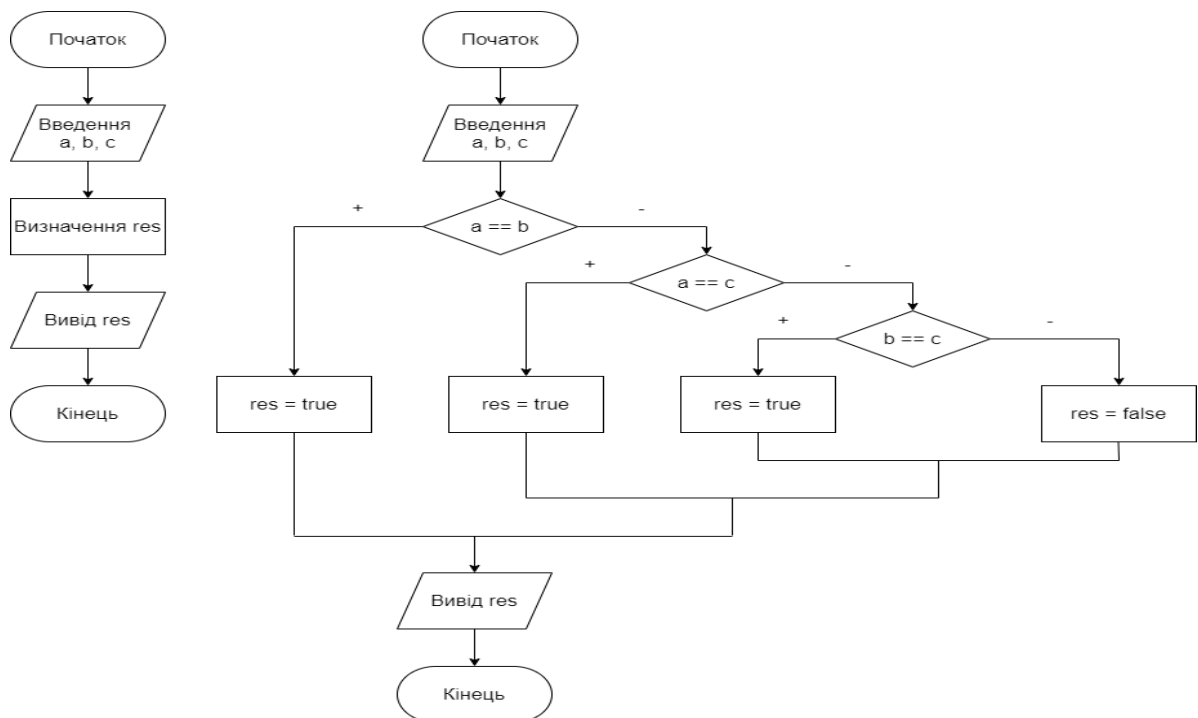 Початок
Введення
a, b, c
Визначення res
Вивід res
Кінець
Початок
Введення
a, b, c
+
a == b
-
+
a == c
-
+
b == c
-
res = true
res = true
res = true
res = false
Вивід res
Кінець